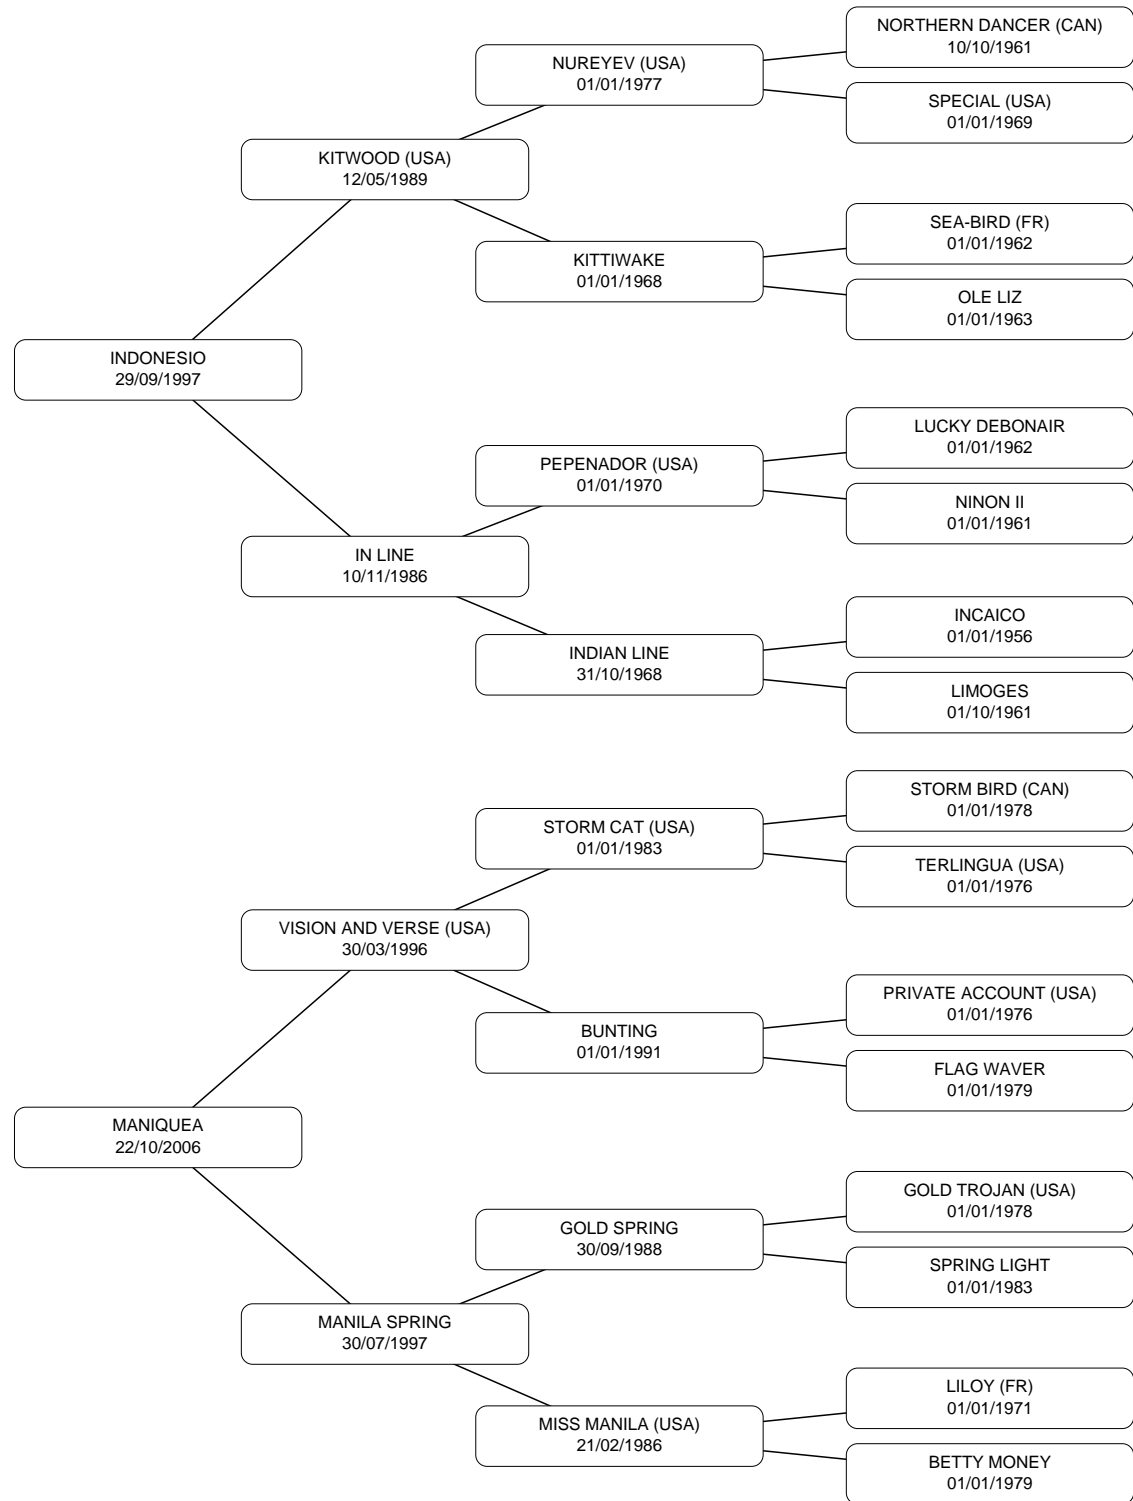 NORTHERN DANCER (CAN)
10/10/1961
NUREYEV (USA)
01/01/1977
SPECIAL (USA)
01/01/1969
KITWOOD (USA)
12/05/1989
SEA-BIRD (FR)
01/01/1962
KITTIWAKE
01/01/1968
OLE LIZ
01/01/1963
INDONESIO
29/09/1997
LUCKY DEBONAIR
01/01/1962
PEPENADOR (USA)
01/01/1970
NINON II
01/01/1961
IN LINE
10/11/1986
INCAICO
01/01/1956
INDIAN LINE
31/10/1968
LIMOGES
01/10/1961
STORM BIRD (CAN)
01/01/1978
STORM CAT (USA)
01/01/1983
TERLINGUA (USA)
01/01/1976
VISION AND VERSE (USA)
30/03/1996
PRIVATE ACCOUNT (USA)
01/01/1976
BUNTING
01/01/1991
FLAG WAVER
01/01/1979
MANIQUEA
22/10/2006
GOLD TROJAN (USA)
01/01/1978
GOLD SPRING
30/09/1988
SPRING LIGHT
01/01/1983
MANILA SPRING
30/07/1997
LILOY (FR)
01/01/1971
MISS MANILA (USA)
21/02/1986
BETTY MONEY
01/01/1979